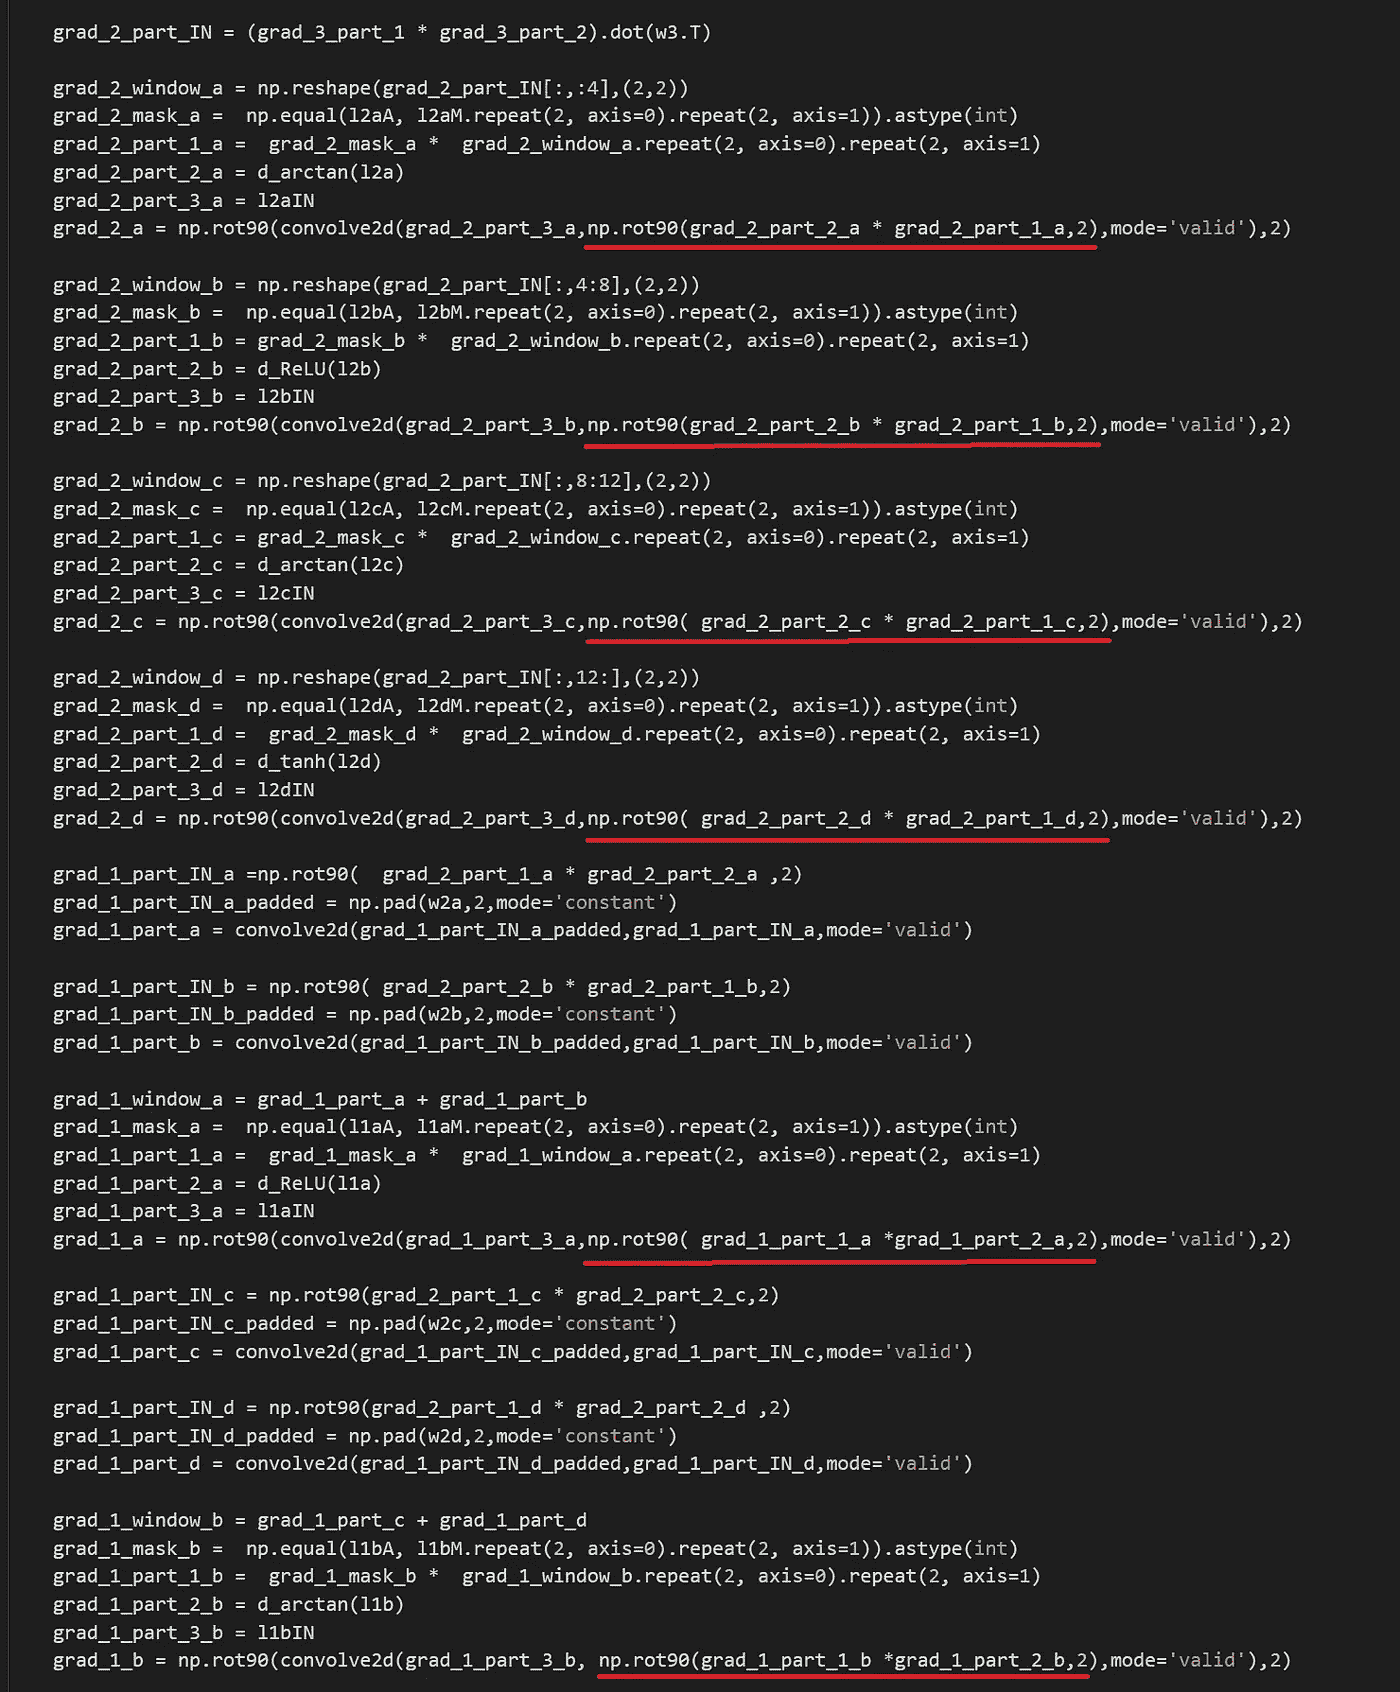 grad_2_part_IN = (grad_3_part_1 * grad_3_part_2).dot(w3.T)
grad_2_window_a = np.reshape(grad_2_part_IN[:,:4],(2,2))
grad_2_mask_a =  np.equal(l2aA, l2aM.repeat(2, axis=0).repeat(2, axis=1)).astype(int)
grad_2_part_1_a =  grad_2_mask_a *  grad_2_window_a.repeat(2, axis=0).repeat(2, axis=1)
grad_2_part_2_a = d_arctan(l2a)
grad_2_part_3_a = l2aIN
grad_2_a = np.rot90(convolve2d(grad_2_part_3_a,np.rot90(grad_2_part_2_a * grad_2_part_1_a,2),mode='valid'),2)
grad_2_window_b = np.reshape(grad_2_part_IN[:,4:8],(2,2))
grad_2_mask_b =  np.equal(l2bA, l2bM.repeat(2, axis=0).repeat(2, axis=1)).astype(int)
grad_2_part_1_b = grad_2_mask_b *  grad_2_window_b.repeat(2, axis=0).repeat(2, axis=1)
grad_2_part_2_b = d_ReLU(l2b)
grad_2_part_3_b = l2bIN
grad_2_b = np.rot90(convolve2d(grad_2_part_3_b,np.rot90(grad_2_part_2_b * grad_2_part_1_b,2),mode='valid'),2)
grad_2_window_c = np.reshape(grad_2_part_IN[:,8:12],(2,2))
grad_2_mask_c =  np.equal(l2cA, l2cM.repeat(2, axis=0).repeat(2, axis=1)).astype(int)
grad_2_part_1_c = grad_2_mask_c *  grad_2_window_c.repeat(2, axis=0).repeat(2, axis=1)
grad_2_part_2_c = d_arctan(l2c)
grad_2_part_3_c = l2cIN
grad_2_c = np.rot90(convolve2d(grad_2_part_3_c,np.rot90( grad_2_part_2_c * grad_2_part_1_c,2),mode='valid'),2)
grad_2_window_d = np.reshape(grad_2_part_IN[:,12:],(2,2))
grad_2_mask_d =  np.equal(l2dA, l2dM.repeat(2, axis=0).repeat(2, axis=1)).astype(int)
grad_2_part_1_d =  grad_2_mask_d *  grad_2_window_d.repeat(2, axis=0).repeat(2, axis=1)
grad_2_part_2_d = d_tanh(l2d)
grad_2_part_3_d = l2dIN
grad_2_d = np.rot90(convolve2d(grad_2_part_3_d,np.rot90( grad_2_part_2_d * grad_2_part_1_d,2),mode='valid'),2)
grad_1_part_IN_a =np.rot90(  grad_2_part_1_a * grad_2_part_2_a ,2)
grad_1_part_IN_a_padded = np.pad(w2a,2,mode='constant')
grad_1_part_a = convolve2d(grad_1_part_IN_a_padded,grad_1_part_IN_a,mode='valid')
grad_1_part_IN_b = np.rot90( grad_2_part_2_b * grad_2_part_1_b,2)
grad_1_part_IN_b_padded = np.pad(w2b,2,mode='constant')
grad_1_part_b = convolve2d(grad_1_part_IN_b_padded,grad_1_part_IN_b,mode='valid')
grad_1_window_a = grad_1_part_a + grad_1_part_b
grad_1_mask_a =  np.equal(l1aA, l1aM.repeat(2, axis=0).repeat(2, axis=1)).astype(int)
grad_1_part_1_a =  grad_1_mask_a *  grad_1_window_a.repeat(2, axis=0).repeat(2, axis=1)
grad_1_part_2_a = d_ReLU(l1a)
grad_1_part_3_a = l1aIN
grad_1_a = np.rot90(convolve2d(grad_1_part_3_a,np.rot90( grad_1_part_1_a *grad_1_part_2_a,2),mode='valid'),2)
grad_1_part_IN_c = np.rot90(grad_2_part_1_c * grad_2_part_2_c,2)
grad_1_part_IN_c_padded = np.pad(w2c,2,mode='constant')
grad_1_part_c = convolve2d(grad_1_part_IN_c_padded,grad_1_part_IN_c,mode='valid')
grad_1_part_IN_d = np.rot90(grad_2_part_1_d * grad_2_part_2_d ,2)
grad_1_part_IN_d_padded = np.pad(w2d,2,mode='constant')
grad_1_part_d = convolve2d(grad_1_part_IN_d_padded,grad_1_part_IN_d,mode='valid')
grad_1_window_b = grad_1_part_c + grad_1_part_d
grad_1_mask_b =  np.equal(l1bA, l1bM.repeat(2, axis=0).repeat(2, axis=1)).astype(int)
grad_1_part_1_b =  grad_1_mask_b *  grad_1_window_b.repeat(2, axis=0).repeat(2, axis=1)
grad_1_part_2_b = d_arctan(l1b)
grad_1_part_3_b = l1bIN
grad_1_b = np.rot90(convolve2d(grad_1_part_3_b, np.rot90(grad_1_part_1_b *grad_1_part_2_b,2),mode='valid'),2)